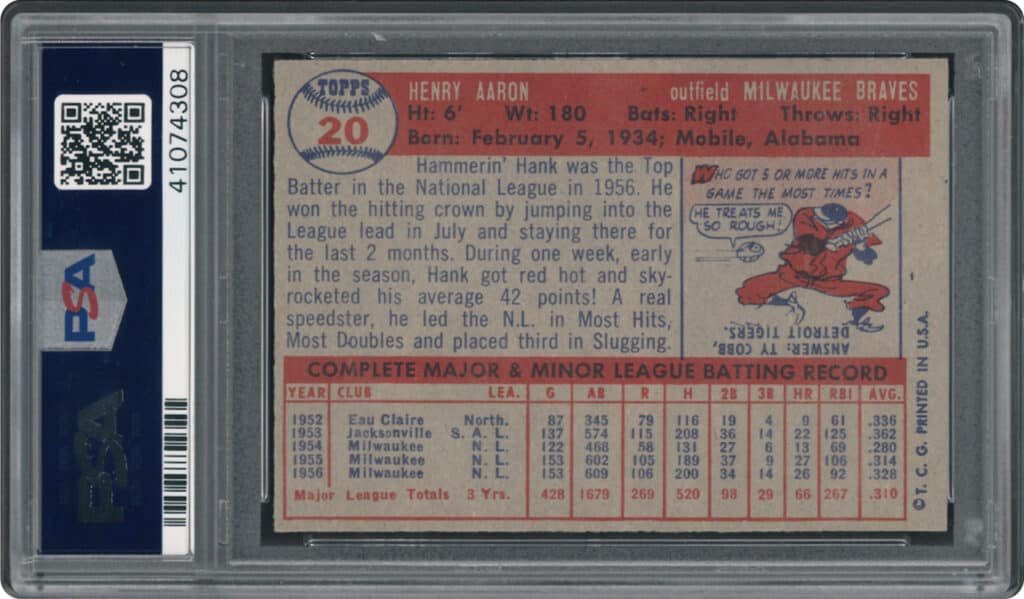 41074308
PSA
PSA
TOPPS
20
HENRY AARON outfield MILWAUKEE BRAVES
Ht: 6' Wt: 180 Bats: Right Throws: Right
Born: February 5, 1934; Mobile, Alabama
Hammerin' Hank was the Top
Batter in the National League in 1956. He
won the hitting crown by jumping into the
League lead in July and staying there for
the last 2 months. During one week, early
in the season, Hank got red hot and sky-
rocketed his average 42 points! A real
speedster, he led the N.L. in Most Hits,
Most Doubles and placed third in Slugging.
WHO GOT 5 OR MORE HITS IN A
GAME THE MOST TIMES?
HE TREATS ME
SO ROUGH!
ANSWER: TY COBB,
DETROIT TIGERS.
COMPLETE MAJOR & MINOR LEAGUE BATTING RECORD
YEAR CLUB LEA. G AB R H 2B 3B HR RBI AVG.
1952 Eau Claire North. 87 345 79 116 19 4 9 61 .336
1953 Jacksonville S. A. L. 137 574 115 208 36 14 22 125 .362
1954 Milwaukee N. L. 122 468 58 131 27 6 13 69 .280
1955 Milwaukee N. L. 153 602 105 189 37 9 27 106 .314
1956 Milwaukee N. L. 153 609 106 200 34 14 26 92 .328
Major League Totals 3 Yrs. 428 1679 269 520 98 29 66 267 .310
© T. C. G. PRINTED IN U.S.A.